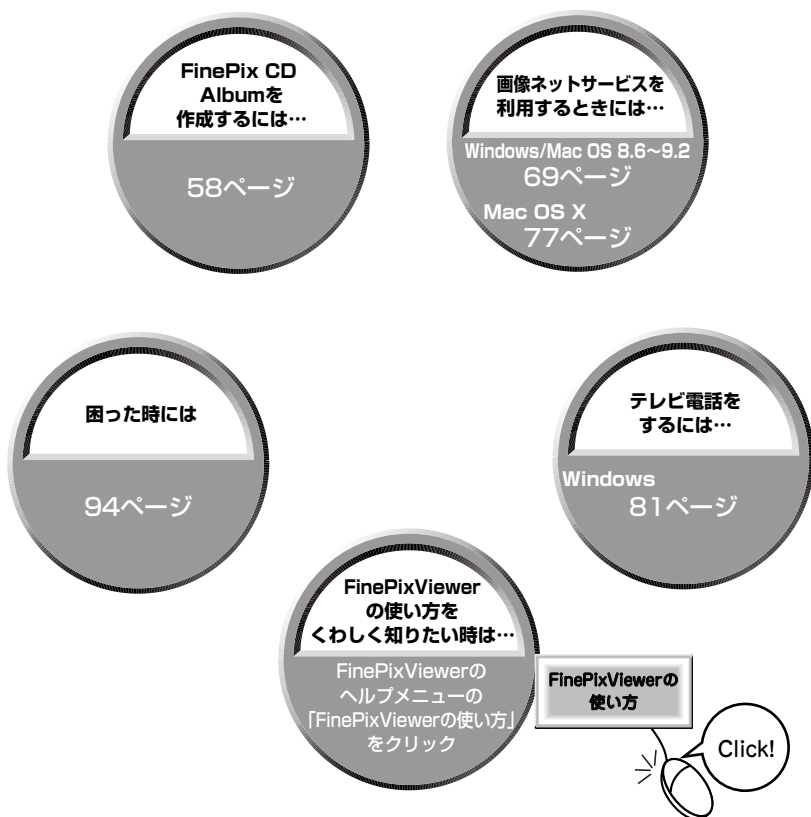 FinePix CD
Albumを
作成するには…
58ページ
画像ネットサービスを
利用するときには…
Windows/Mac OS 8.6～9.2
69ページ
Mac OS X
77ページ
困った時には
94ページ
テレビ電話を
するには…
Windows
81ページ
FinePixViewer
の使い方を
くわしく知りたい時は…
FinePixViewerの
ヘルプメニューの
「FinePixViewerの使い方」
をクリック
FinePixViewerの
使い方
Click!